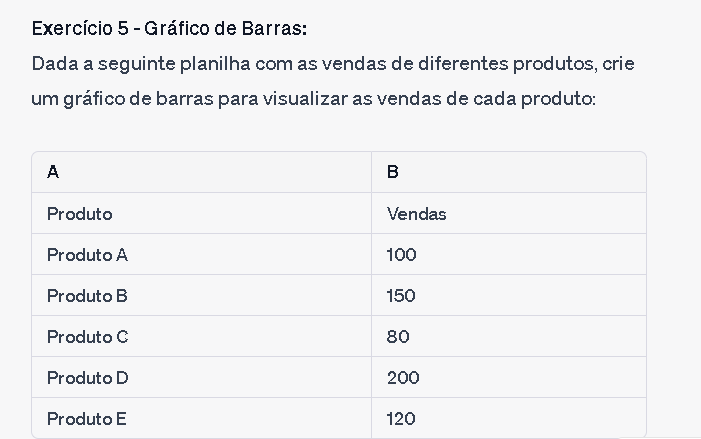 Exercício 5 - Gráfico de Barras:
Dada a seguinte planilha com as vendas de diferentes produtos, crie
um gráfico de barras para visualizar as vendas de cada produto:
A B
Produto Vendas
Produto A 100
Produto B 150
Produto C 80
Produto D 200
Produto E 120